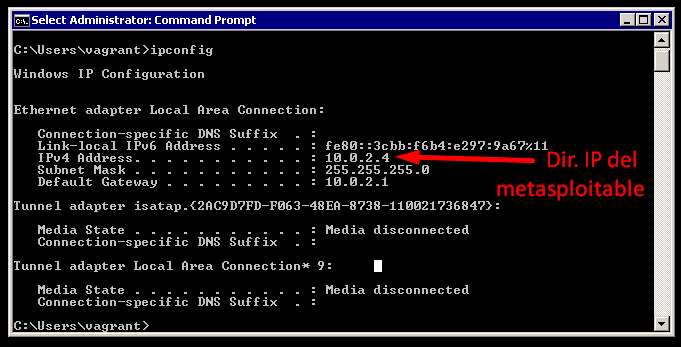 Select Administrator: Command Prompt
C:\Users\vagrant>ipconfig
Windows IP Configuration
Ethernet adapter Local Area Connection:
Connection-specific DNS Suffix . :
Link-local IPv6 Address . . . . . : fe80::3cbb:f6b4:e297:9a67%11
IPv4 Address. . . . . . . . . . . : 10.0.2.4
Subnet Mask . . . . . . . . . . . : 255.255.255.0
Default Gateway . . . . . . . . . : 10.0.2.1
Dir. IP del
metasploitable
Tunnel adapter isatap.{2AC9D7FD-F063-48EA-8738-110021736847}:
Media State . . . . . . . . . . . : Media disconnected
Connection-specific DNS Suffix . :
Tunnel adapter Local Area Connection* 9:
Media State . . . . . . . . . . . : Media disconnected
Connection-specific DNS Suffix . :
C:\Users\vagrant>